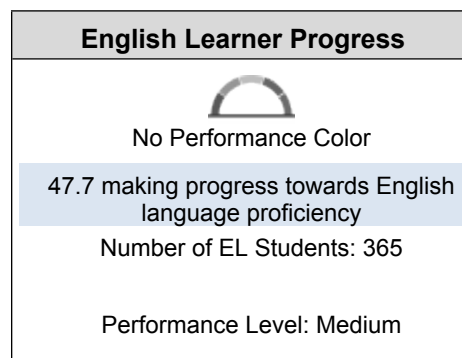 English Learner Progress
No Performance Color
47.7 making progress towards English
language proficiency
Number of EL Students: 365
Performance Level: Medium